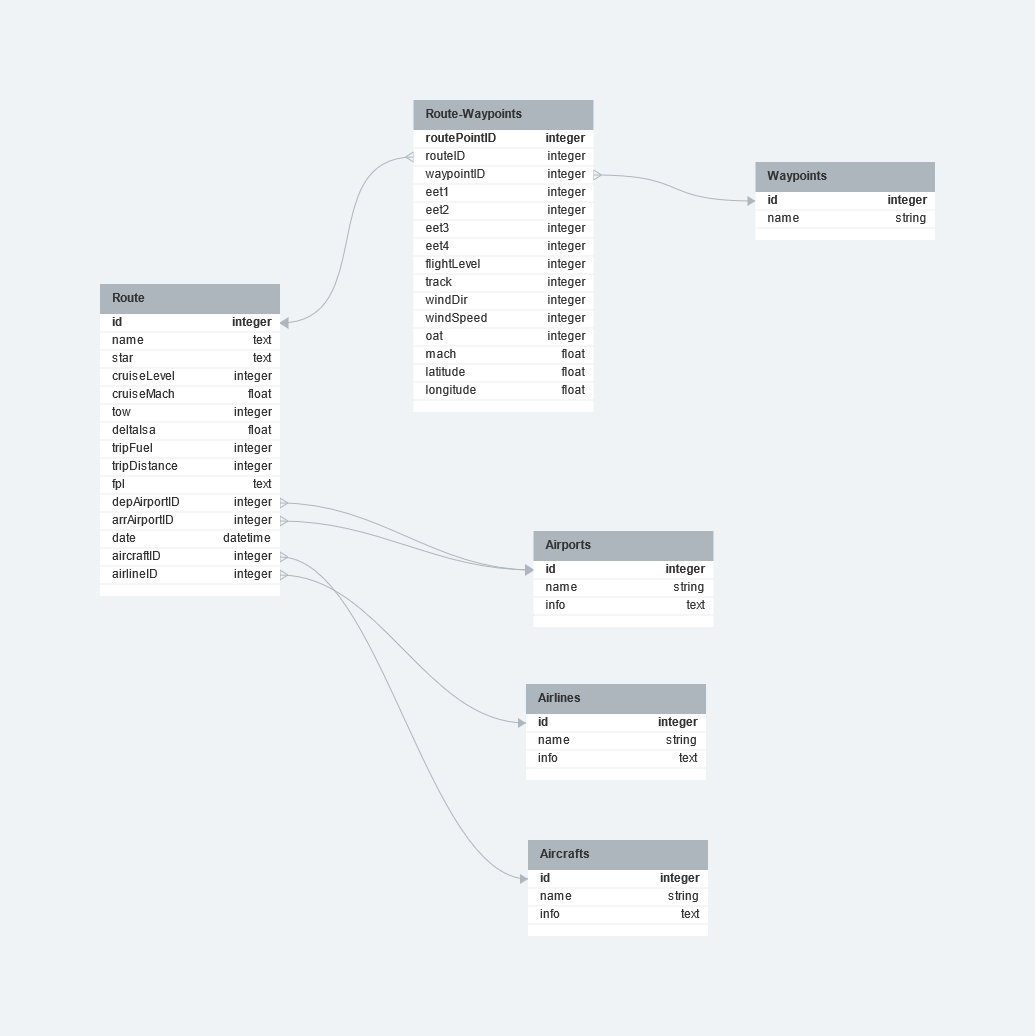 Route-Waypoints
routePointID integer
routeID integer
waypointID integer
eet1 integer
eet2 integer
eet3 integer
eet4 integer
flightLevel integer
track integer
windDir integer
windSpeed integer
oat integer
mach float
latitude float
longitude float
Waypoints
id integer
name string
Route
id integer
name text
star text
cruiseLevel integer
cruiseMach float
tow integer
deltaIsa float
tripFuel integer
tripDistance integer
fpl text
depAirportID integer
arrAirportID integer
date datetime
aircraftID integer
airlineID integer
Airports
id integer
name string
info text
Airlines
id integer
name string
info text
Aircrafts
id integer
name string
info text